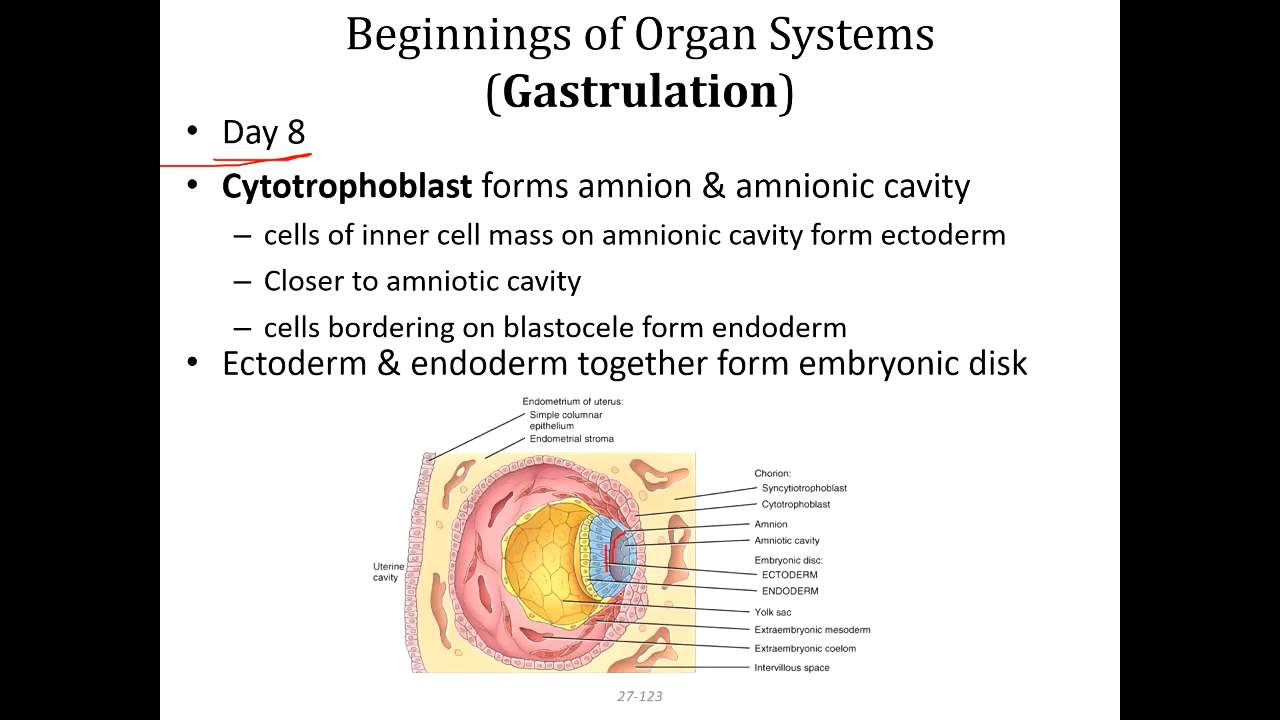 Beginnings of Organ Systems
(Gastrulation)
• Day 8
• Cytotrophoblast forms amnion & amnionic cavity
– cells of inner cell mass on amnionic cavity form ectoderm
– Closer to amniotic cavity
– cells bordering on blastocele form endoderm
• Ectoderm & endoderm together form embryonic disk
Endometrium of uterus:
Simple columnar
epithelium
Endometrial stroma
Chorion:
Syncytiotrophoblast
Cytotrophoblast
Amnion
Amniotic cavity
Embryonic disc:
ECTODERM
ENDODERM
Yolk sac
Extraembryonic mesoderm
Extraembryonic coelom
Intervillous space
Uterine
cavity
27-123